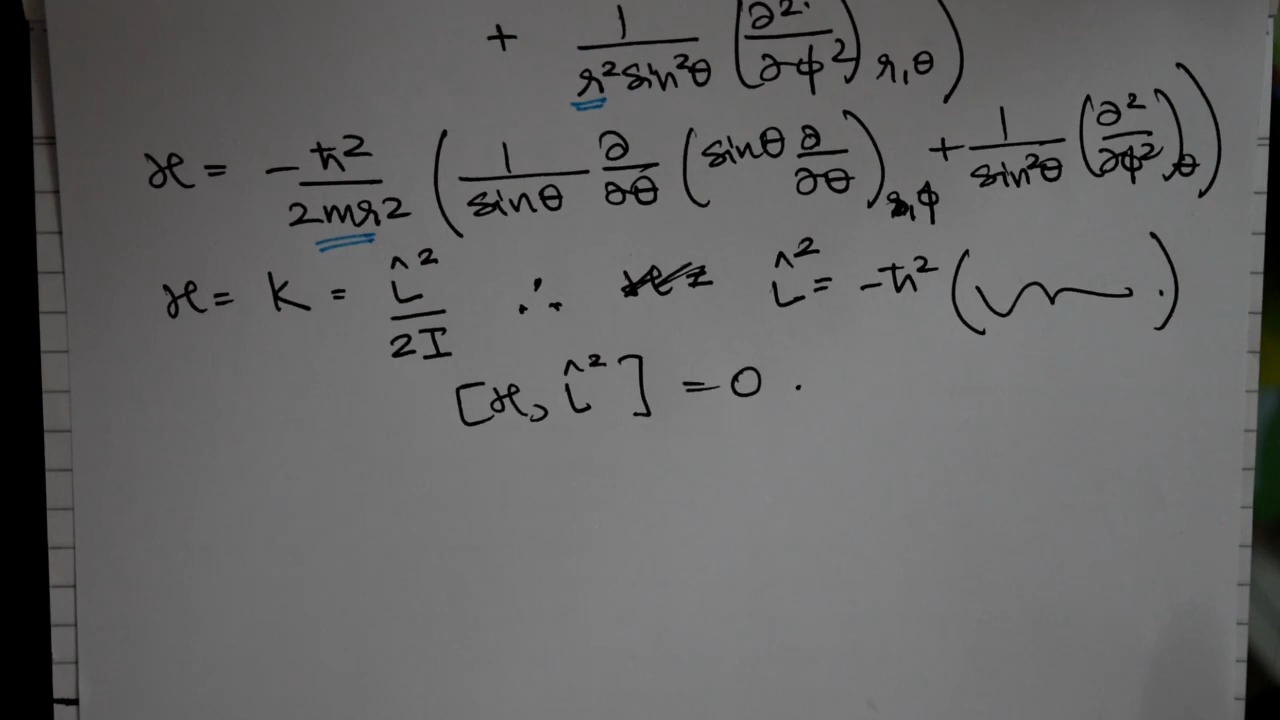 + 1/(r²sin²θ) (∂²/∂ϕ²)r,θ)
ℋ = -ħ²/2mr² (1/sinθ ∂/∂θ (sinθ ∂/∂θ)r,ϕ + 1/sin²θ (∂²/∂ϕ²)r,θ)
ℋ = K = L̂²/2I ∴ L̂² = -ħ² ( . )
[ℋ, L̂²] = 0 .